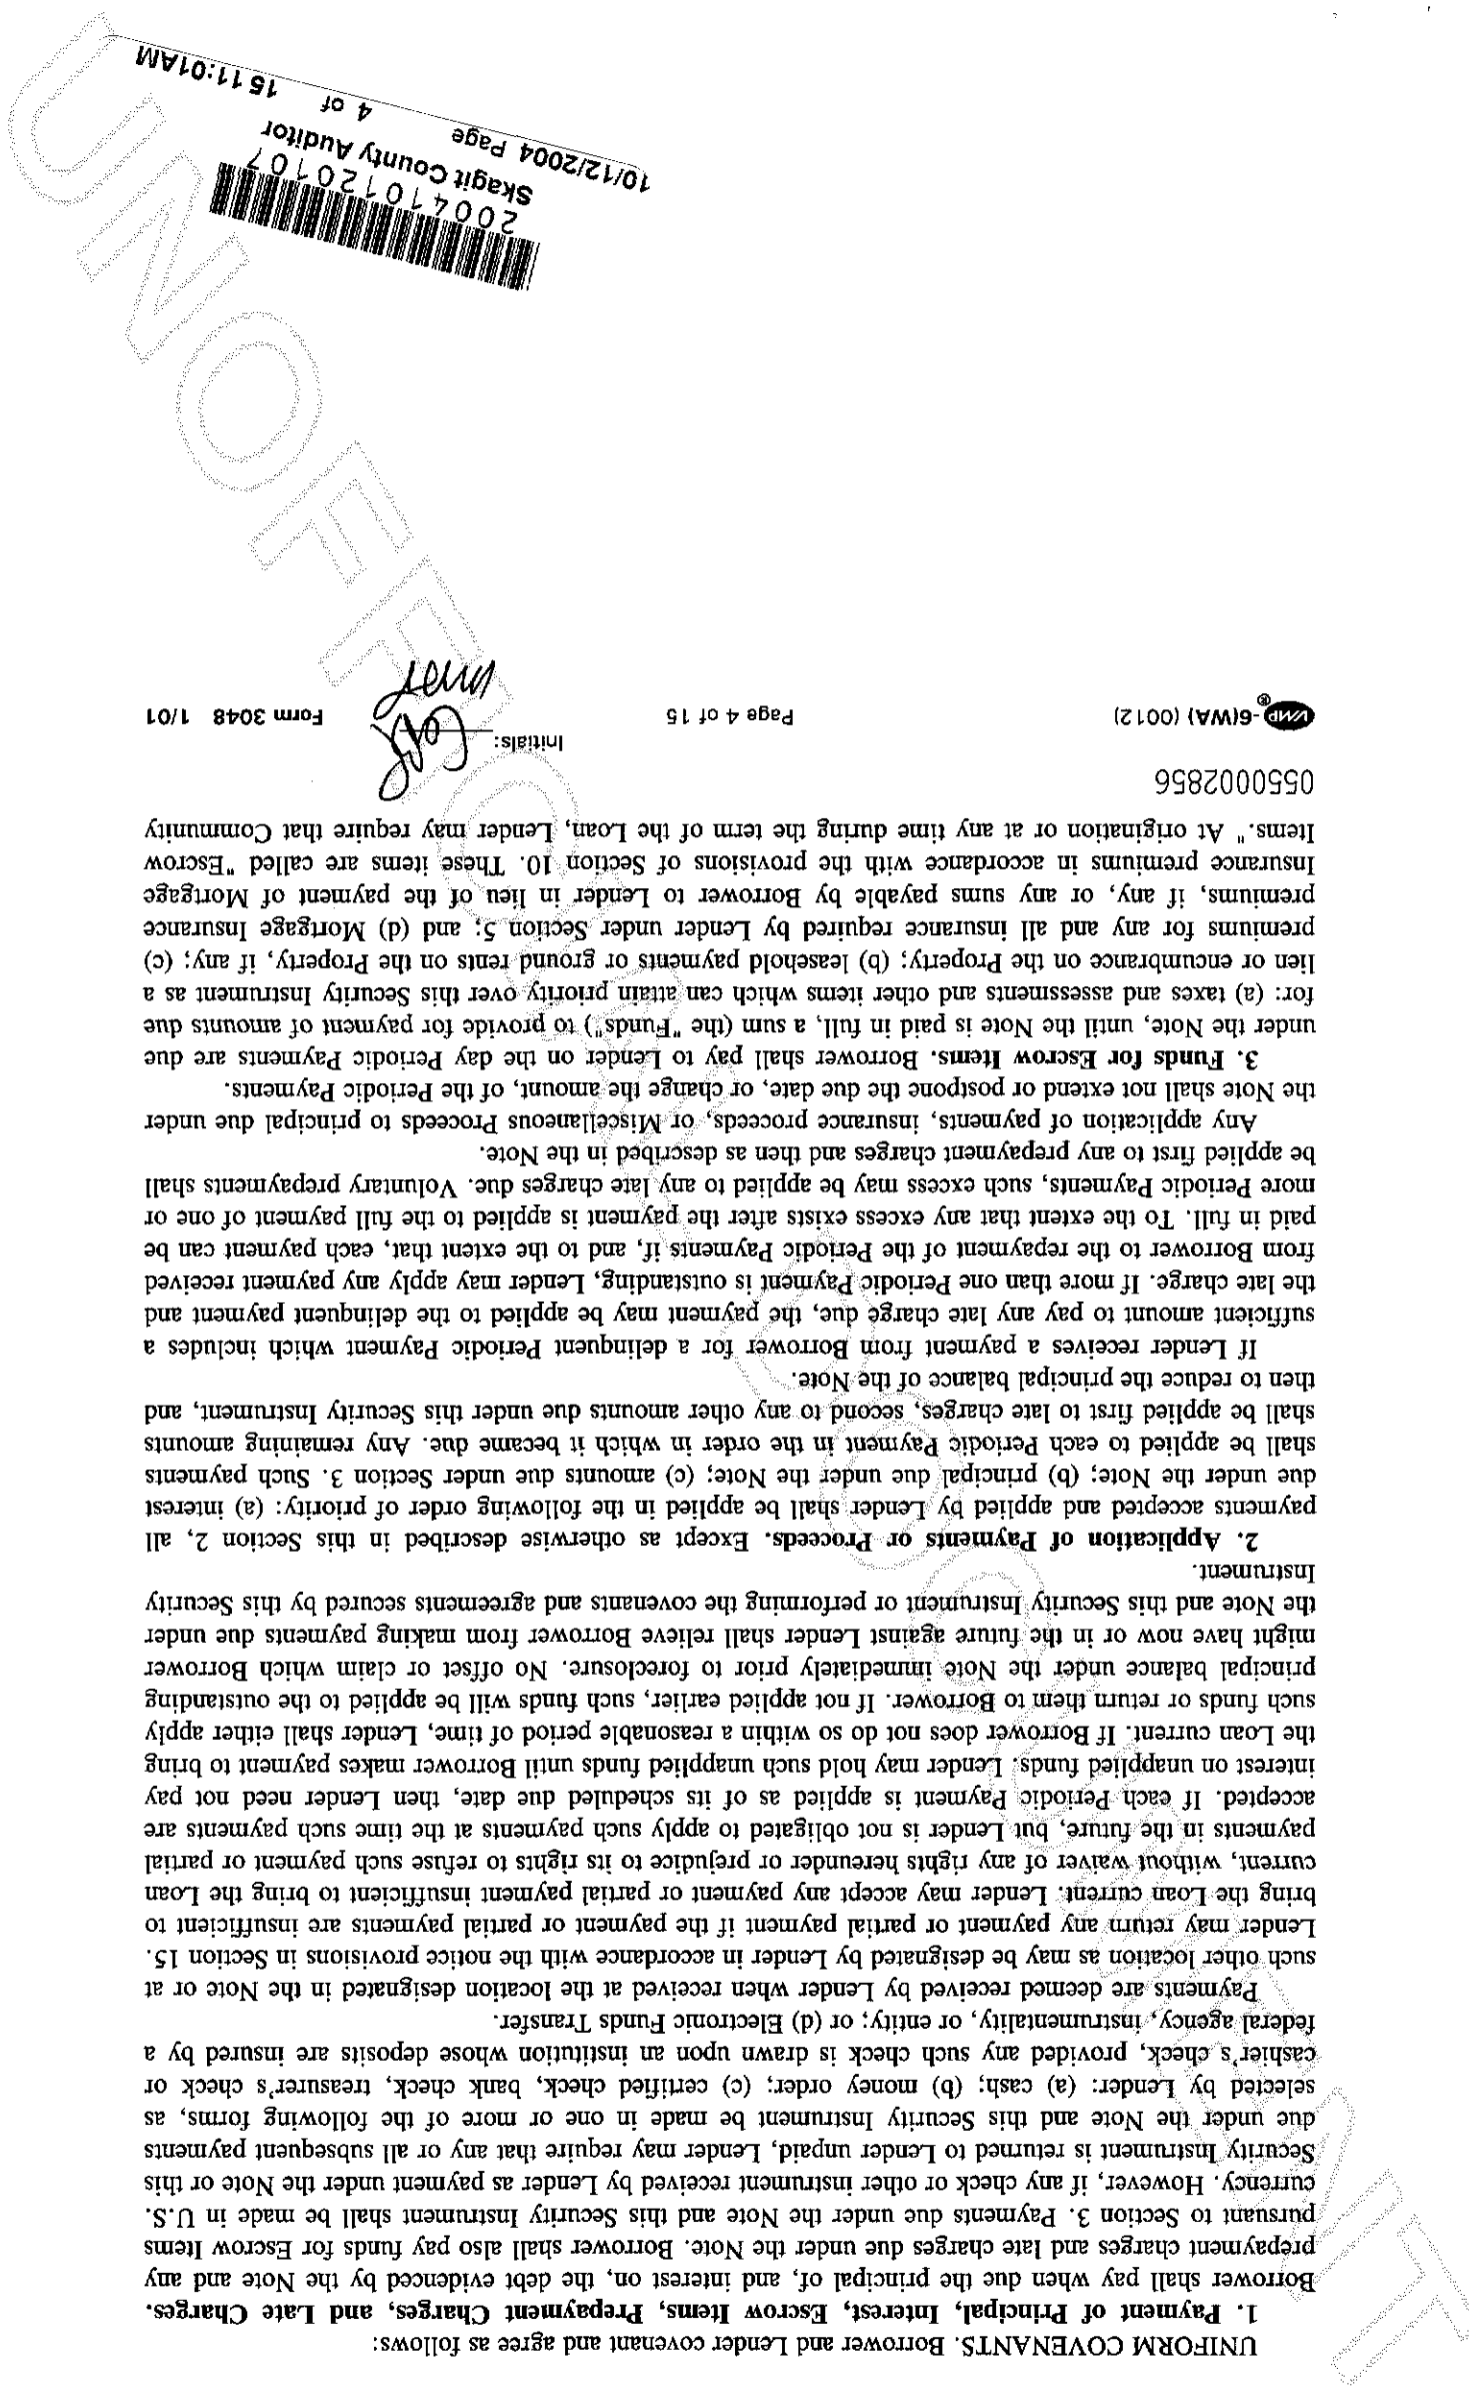 UNIFORM COVENANTS. Borrower and Lender covenant and agree as follows:
1. Payment of Principal, Interest, Escrow Items, Prepayment Charges, and Late Charges.
Borrower shall pay when due the principal of, and interest on, the debt evidenced by the Note and any
prepayment charges and late charges due under the Note. Borrower shall also pay funds for Escrow Items
pursuant to Section 3. Payments due under the Note and this Security Instrument shall be made in U.S.
currency. However, if any check or other instrument received by Lender as payment under the Note or this
Security Instrument is returned to Lender unpaid, Lender may require that any or all subsequent payments
due under the Note and this Security Instrument be made in one or more of the following forms, as
selected by Lender: (a) cash; (b) money order; (c) certified check, bank check, treasurer's check or
cashier's check, provided any such check is drawn upon an institution whose deposits are insured by a
federal agency, instrumentality, or entity; or (d) Electronic Funds Transfer.
Payments are deemed received by Lender when received at the location designated in the Note or at
such other location as may be designated by Lender in accordance with the notice provisions in Section 15.
Lender may return any payment or partial payment if the payment or partial payments are insufficient to
bring the Loan current. Lender may accept any payment or partial payment insufficient to bring the Loan
current, without waiver of any rights hereunder or prejudice to its rights to refuse such payment or partial
payments in the future, but Lender is not obligated to apply such payments at the time such payments are
accepted. If each Periodic Payment is applied as of its scheduled due date, then Lender need not pay
interest on unapplied funds. Lender may hold such unapplied funds until Borrower makes payment to bring
the Loan current. If Borrower does not do so within a reasonable period of time, Lender shall either apply
such funds or return them to Borrower. If not applied earlier, such funds will be applied to the outstanding
principal balance under the Note immediately prior to foreclosure. No offset or claim which Borrower
might have now or in the future against Lender shall relieve Borrower from making payments due under
the Note and this Security Instrument or performing the covenants and agreements secured by this Security
Instrument.
2. Application of Payments or Proceeds. Except as otherwise described in this Section 2, all
payments accepted and applied by Lender shall be applied in the following order of priority: (a) interest
due under the Note; (b) principal due under the Note; (c) amounts due under Section 3. Such payments
shall be applied to each Periodic Payment in the order in which it became due. Any remaining amounts
shall be applied first to late charges, second to any other amounts due under this Security Instrument, and
then to reduce the principal balance of the Note.
If Lender receives a payment from Borrower for a delinquent Periodic Payment which includes a
sufficient amount to pay any late charge due, the payment may be applied to the delinquent payment and
the late charge. If more than one Periodic Payment is outstanding, Lender may apply any payment received
from Borrower to the repayment of the Periodic Payments if, and to the extent that, each payment can be
paid in full. To the extent that any excess exists after the payment is applied to the full payment of one or
more Periodic Payments, such excess may be applied to any late charges due. Voluntary prepayments shall
be applied first to any prepayment charges and then as described in the Note.
Any application of payments, insurance proceeds, or Miscellaneous Proceeds to principal due under
the Note shall not extend or postpone the due date, or change the amount, of the Periodic Payments.
3. Funds for Escrow Items. Borrower shall pay to Lender on the day Periodic Payments are due
under the Note, until the Note is paid in full, a sum (the "Funds") to provide for payment of amounts due
for: (a) taxes and assessments and other items which can attain priority over this Security Instrument as a
lien or encumbrance on the Property; (b) leasehold payments or ground rents on the Property, if any; (c)
premiums for any and all insurance required by Lender under Section 5; and (d) Mortgage Insurance
premiums, if any, or any sums payable by Borrower to Lender in lieu of the payment of Mortgage
Insurance premiums in accordance with the provisions of Section 10. These items are called "Escrow
Items." At origination or at any time during the term of the Loan, Lender may require that Community
0550002856
Initials:
VMP®-6(WA) (0012) Page 4 of 15 Form 3048 1/01
200410120107
Skagit County Auditor
10/12/2004 Page 4 of 15 11:01AM
UNOFFICIAL DOCUMENT